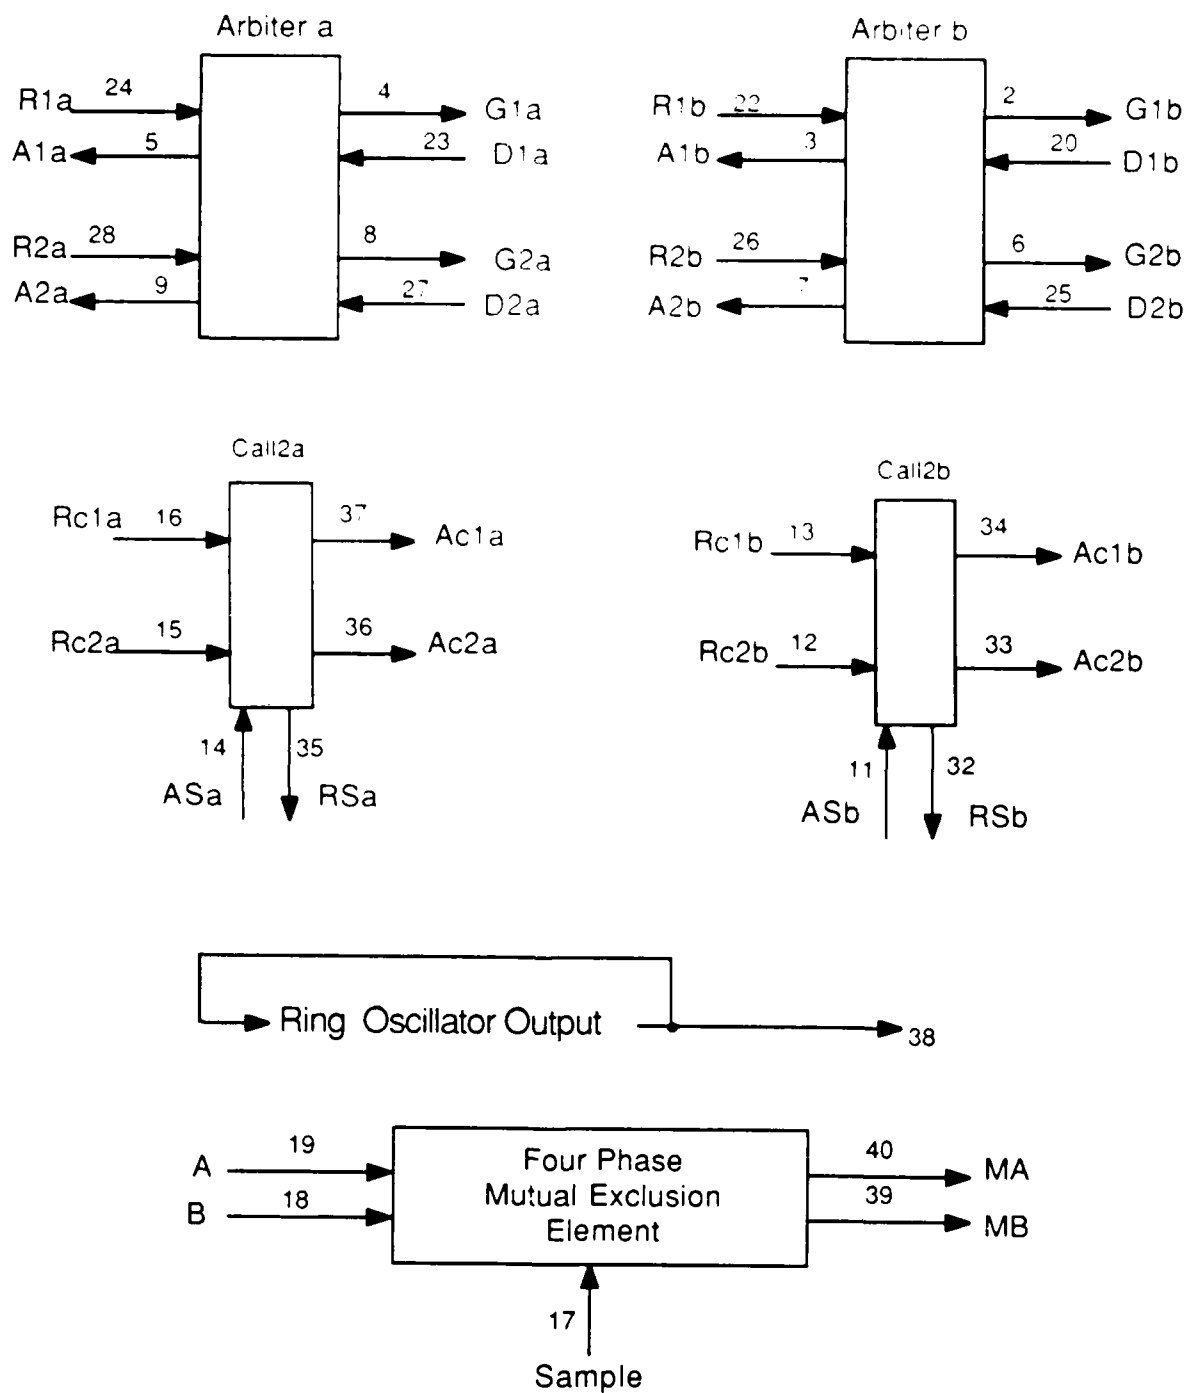 Arbiter a
R1a 24 4 G1a
A1a 5 23 D1a
R2a 28 8 G2a
A2a 9 27 D2a
Arbiter b
R1b 22 2 G1b
A1b 3 20 D1b
R2b 26 6 G2b
A2b 7 25 D2b
Call2a
Rc1a 16 37 Ac1a
Rc2a 15 36 Ac2a
14 35
ASa RSa
Call2b
Rc1b 13 34 Ac1b
Rc2b 12 33 Ac2b
11 32
ASb RSb
Ring Oscillator Output 38
A 19 40 MA
B 18 39 MB
Four Phase
Mutual Exclusion
Element
17
Sample